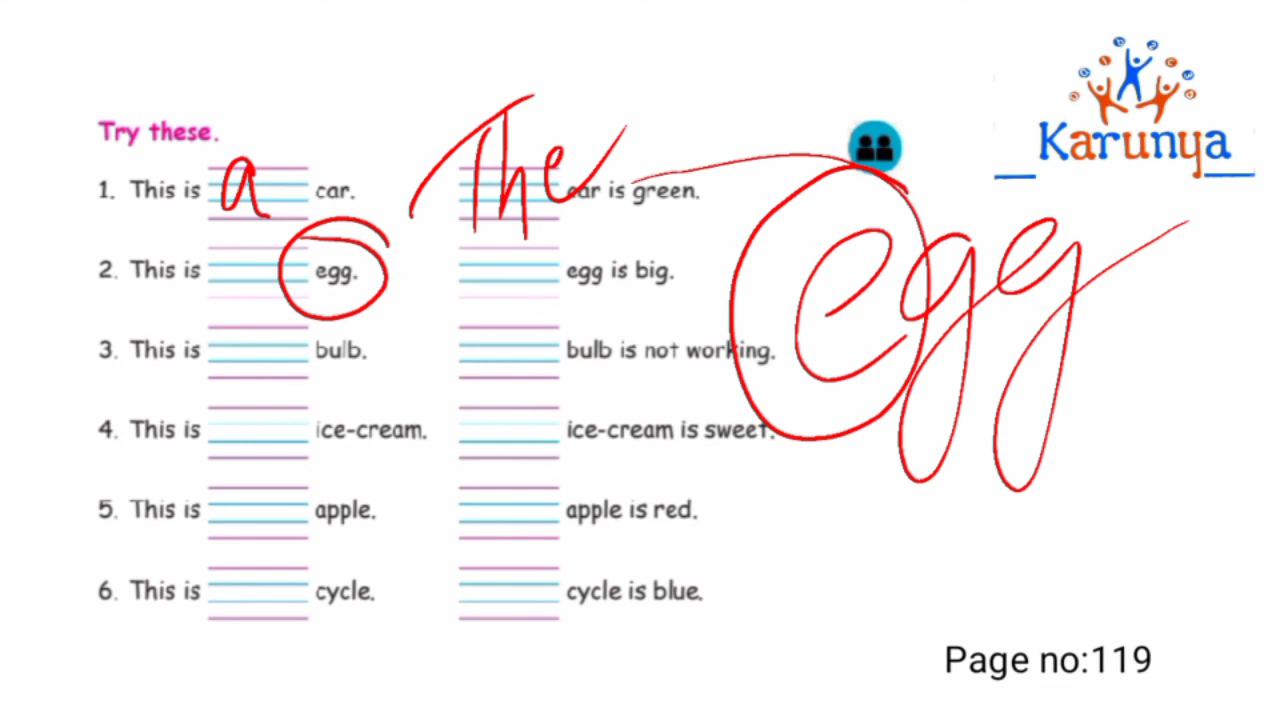 Karunya
Try these.
1. This is a car. The car is green.
2. This is egg. egg is big.
egg
3. This is bulb. bulb is not working.
4. This is ice-cream. ice-cream is sweet.
5. This is apple. apple is red.
6. This is cycle. cycle is blue.
Page no:119